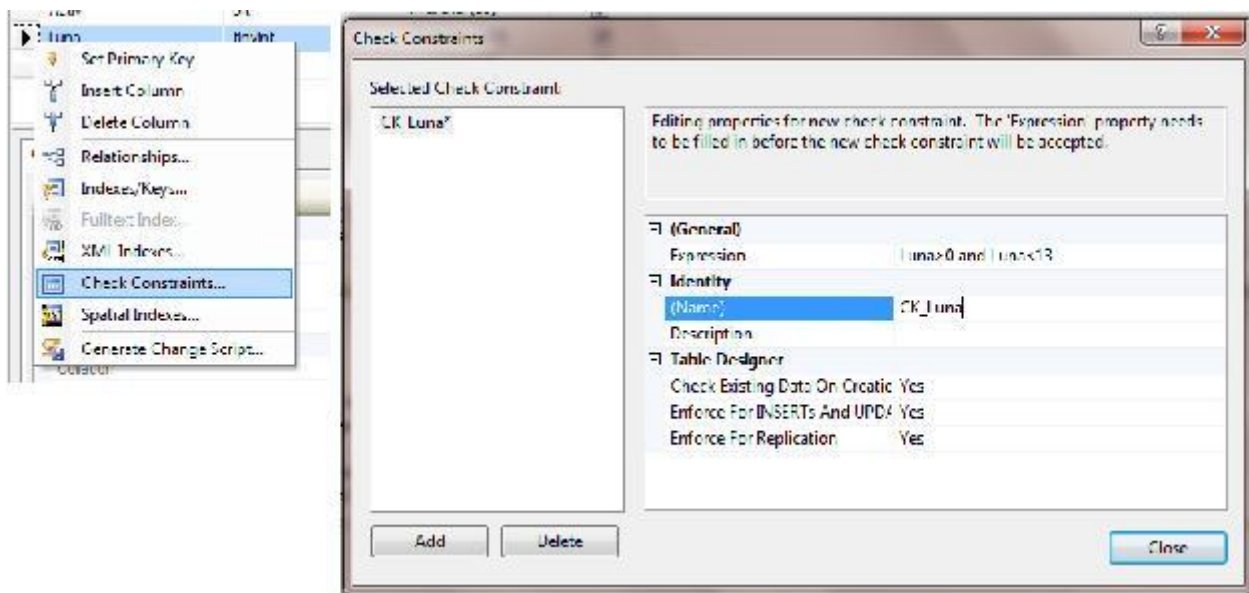 Luna
tinyint
Set Primary Key
Insert Column
Delete Column
Relationships...
Indexes/Keys...
Fulltext Index...
XML Indexes...
Check Constraints...
Spatial Indexes...
Generate Change Script...
Check Constraints
Selected Check Constraint:
CK_Luna*
Editing properties for new check constraint. The 'Expression' property needs
to be filled in before the new check constraint will be accepted.
(General)
Expression Luna>0 and Luna<13
Identity
(Name) CK_Luna
Description
Table Designer
Check Existing Data On Creatio Yes
Enforce For INSERTs And UPDA Yes
Enforce For Replication Yes
Add
Delete
Close